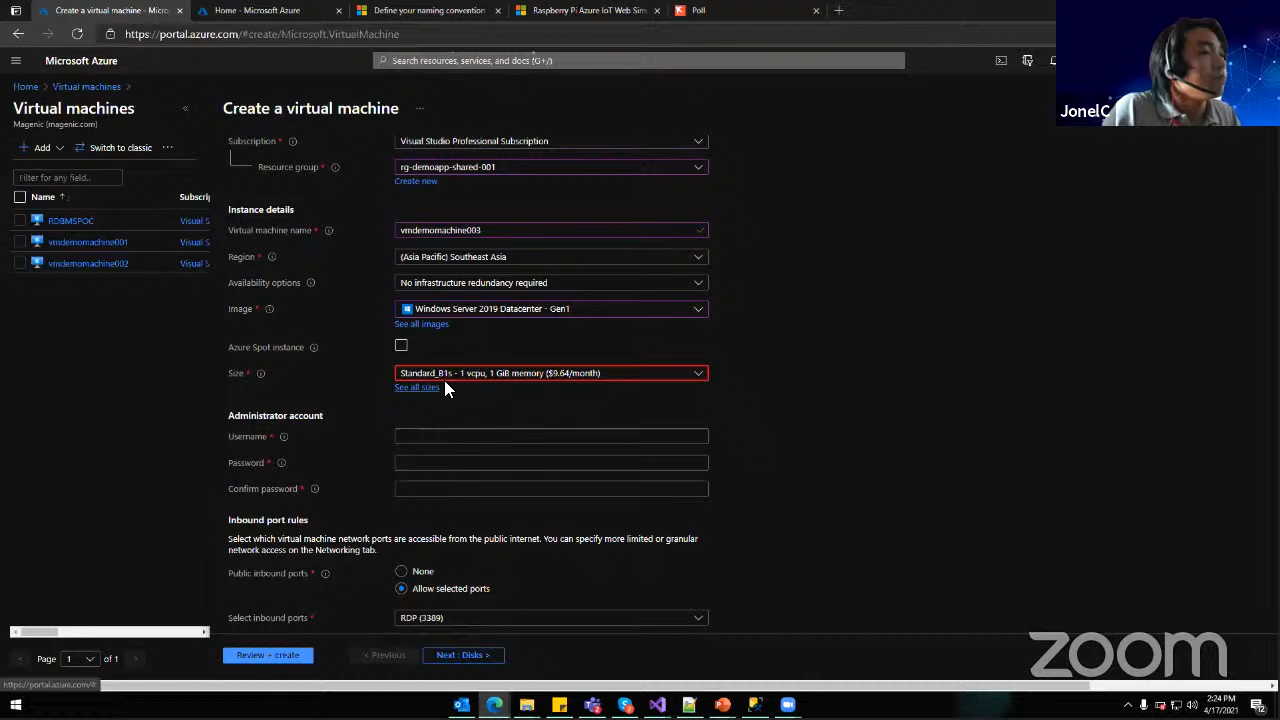 Create a virtual machine - Micros
Home - Microsoft Azure
Define your naming convention
Raspberry Pi Azure IoT Web Sim
Poll
https://portal.azure.com/#create/Microsoft.VirtualMachine
Microsoft Azure
Search resources, services, and docs (G+/)
Home > Virtual machines >
Virtual machines
Magenic (magenic.com)
Add
Switch to classic
Filter for any field...
Name ↑
Subscri
RDBMSPOC
Visual S
vmdemomachine001
Visual S
vmdemomachine002
Visual S
Page 1 of 1
Create a virtual machine
Subscription *
Visual Studio Professional Subscription
Resource group *
rg-demoapp-shared-001
Create new
Instance details
Virtual machine name *
vmdemomachine003
Region *
(Asia Pacific) Southeast Asia
Availability options
No infrastructure redundancy required
Image *
Windows Server 2019 Datacenter - Gen1
See all images
Azure Spot instance
Size *
Standard_B1s - 1 vcpu, 1 GiB memory ($9.64/month)
See all sizes
Administrator account
Username *
Password *
Confirm password *
Inbound port rules
Select which virtual machine network ports are accessible from the public internet. You can specify more limited or granular
network access on the Networking tab.
Public inbound ports *
None
Allow selected ports
Select inbound ports *
RDP (3389)
Review + create
< Previous
Next : Disks >
https://portal.azure.com/#
JonelC
zoom
2:24 PM
4/17/2021
12